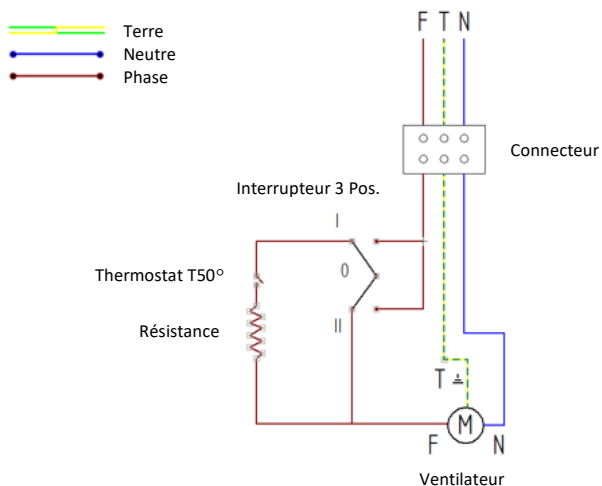 F T N
Terre
Neutre
Phase
Connecteur
Interrupteur 3 Pos.
I
0
II
Thermostat T50°
Résistance
T
M
F
N
Ventilateur